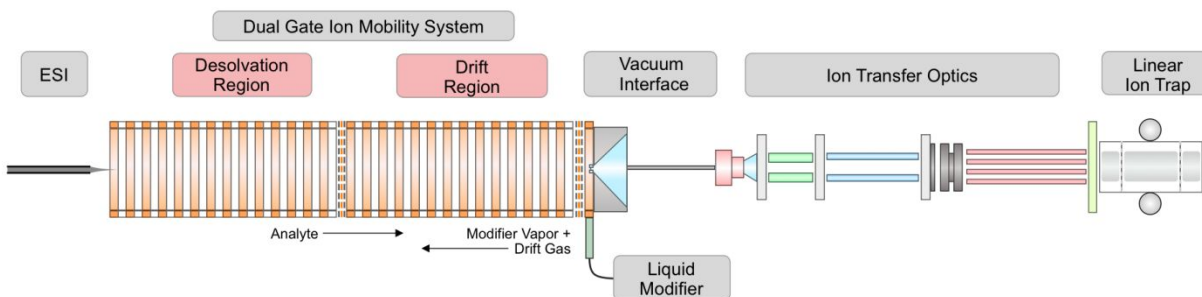 Dual Gate Ion Mobility System
ESI
Desolvation
Region
Drift
Region
Vacuum
Interface
Ion Transfer Optics
Linear
Ion Trap
Analyte
Modifier Vapor +
Drift Gas
Liquid
Modifier